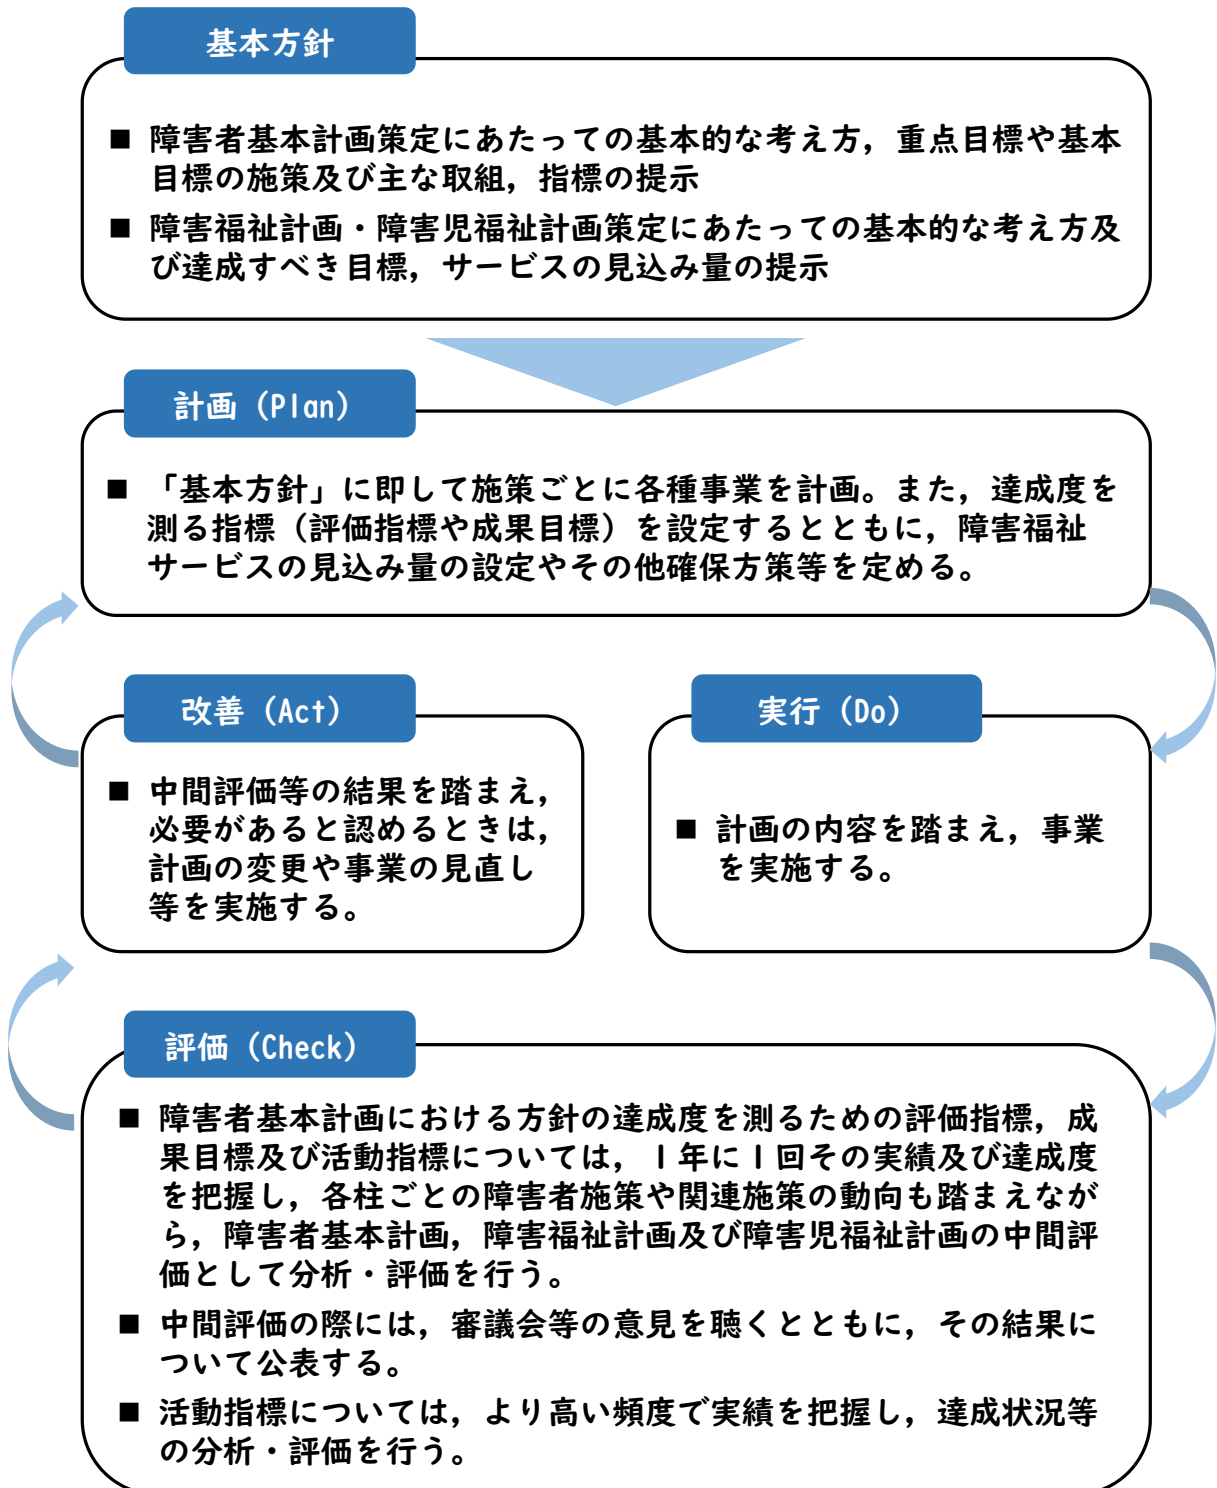 基本方針
■ 障害者基本計画策定にあたっての基本的な考え方，重点目標や基本
目標の施策及び主な取組，指標の提示
■ 障害福祉計画・障害児福祉計画策定にあたっての基本的な考え方及
び達成すべき目標，サービスの見込み量の提示
計画（Plan）
■ 「基本方針」に即して施策ごとに各種事業を計画。また，達成度を
測る指標（評価指標や成果目標）を設定するとともに，障害福祉
サービスの見込み量の設定やその他確保方策等を定める。
改善（Act）
■ 中間評価等の結果を踏まえ，
必要があると認めるときは，
計画の変更や事業の見直し
等を実施する。
実行（Do）
■ 計画の内容を踏まえ，事業
を実施する。
評価（Check）
■ 障害者基本計画における方針の達成度を測るための評価指標，成
果目標及び活動指標については，１年に１回その実績及び達成度
を把握し，各柱ごとの障害者施策や関連施策の動向も踏まえなが
ら，障害者基本計画，障害福祉計画及び障害児福祉計画の中間評
価として分析・評価を行う。
■ 中間評価の際には，審議会等の意見を聴くとともに，その結果に
ついて公表する。
■ 活動指標については，より高い頻度で実績を把握し，達成状況等
の分析・評価を行う。